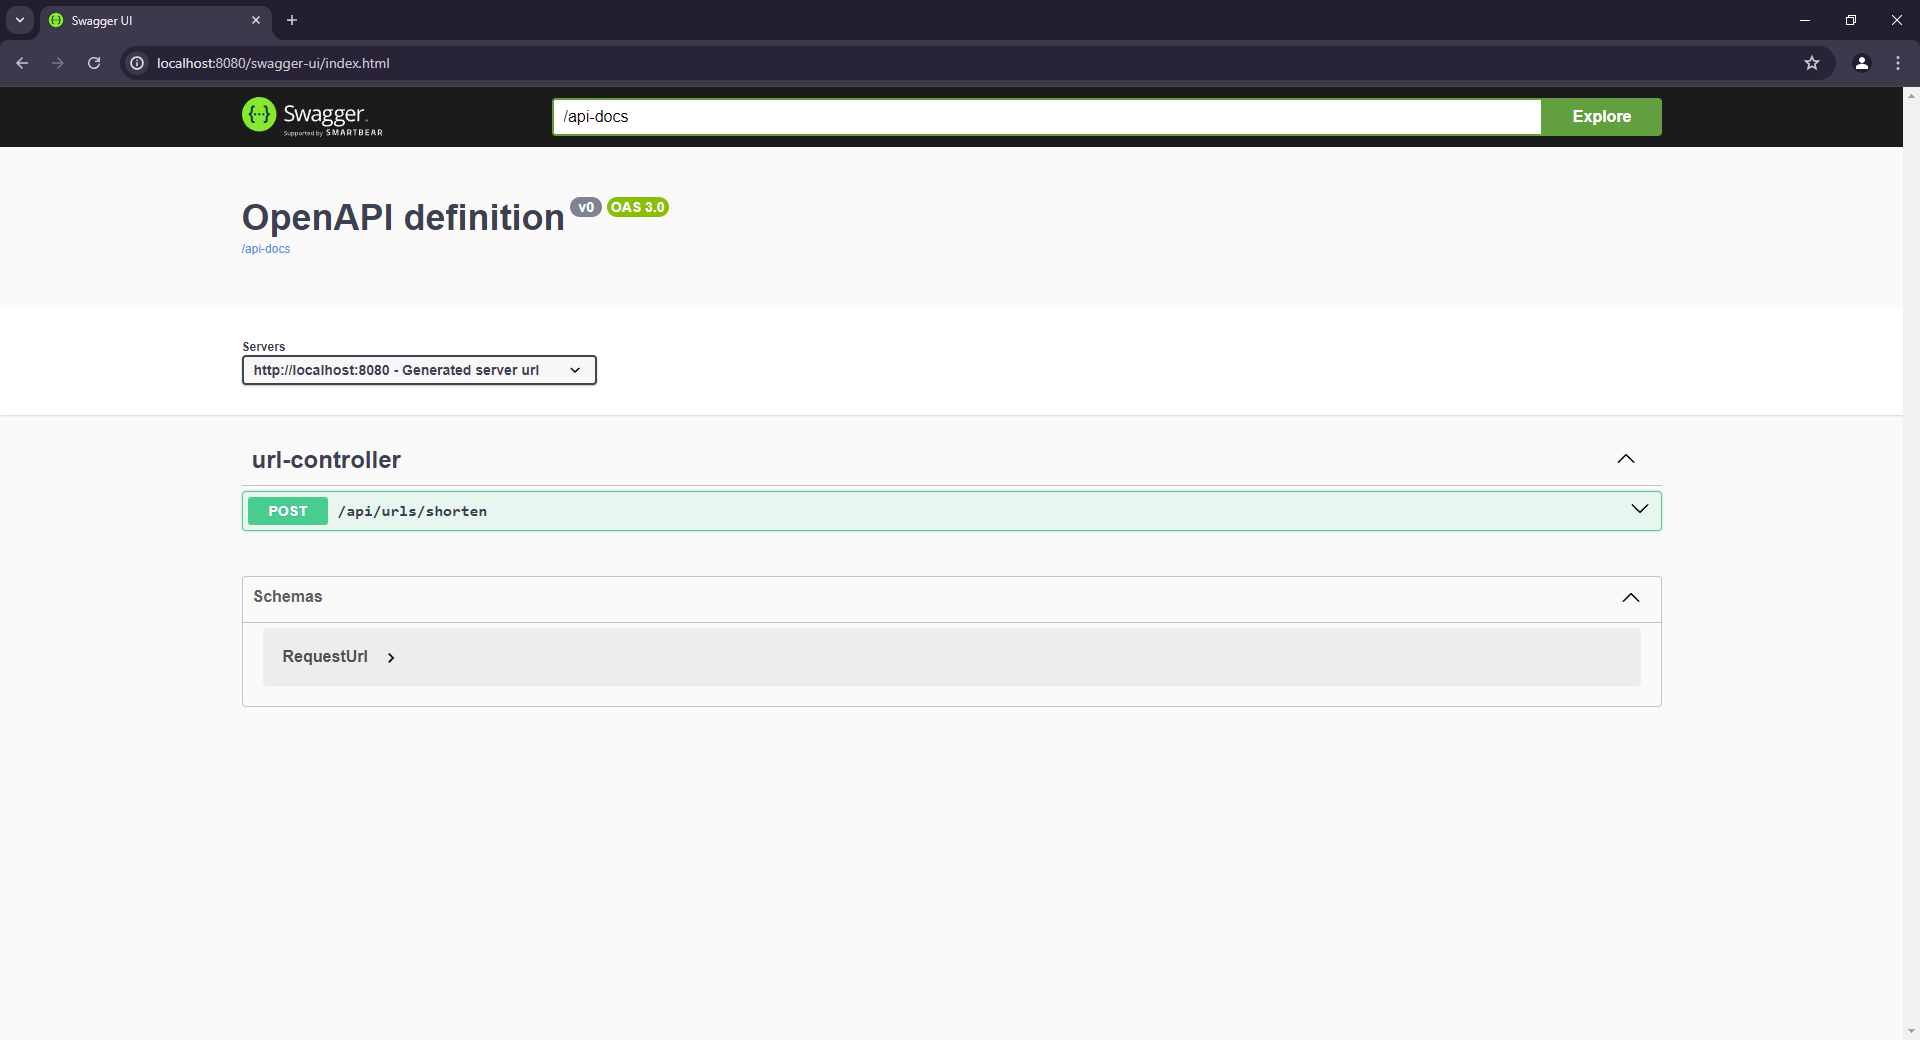 Swagger UI
localhost:8080/swagger-ui/index.html
Swagger™
Supported by SMARTBEAR
/api-docs
Explore
OpenAPI definition v0 OAS 3.0
/api-docs
Servers
http://localhost:8080 - Generated server url
url-controller
POST /api/urls/shorten
Schemas
RequestUrl